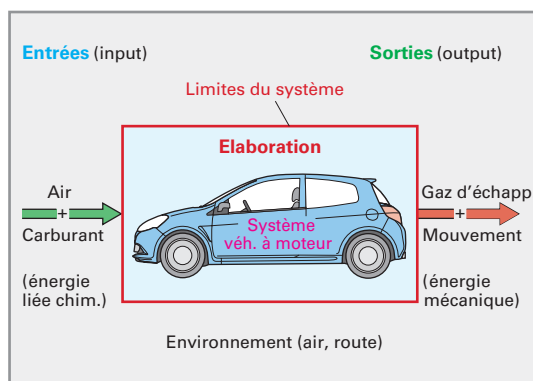 Entrées (input)
Sorties (output)
Limites du système
Elaboration
Air
+
Carburant
Système
véh. à moteur
Gaz d'échapp
+
Mouvement
(énergie
liée chim.)
(énergie
mécanique)
Environnement (air, route)